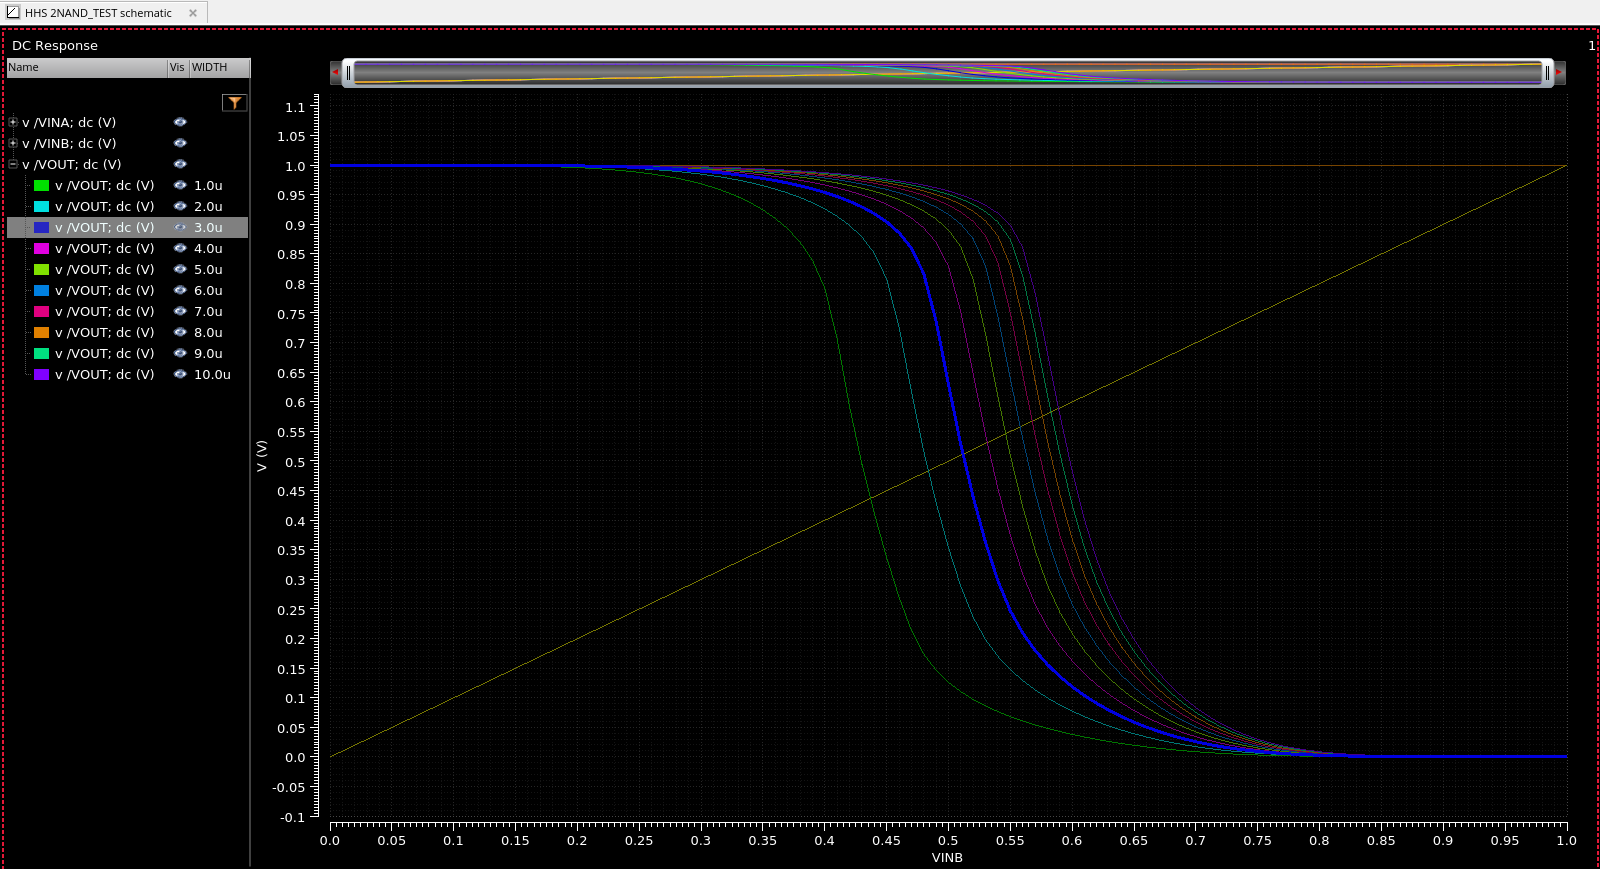 HHS 2NAND_TEST schematic
DC Response
1
Name Vis WIDTH
v /VINA; dc (V)
v /VINB; dc (V)
v /VOUT; dc (V)
v /VOUT; dc (V) 1.0u
v /VOUT; dc (V) 2.0u
v /VOUT; dc (V) 3.0u
v /VOUT; dc (V) 4.0u
v /VOUT; dc (V) 5.0u
v /VOUT; dc (V) 6.0u
v /VOUT; dc (V) 7.0u
v /VOUT; dc (V) 8.0u
v /VOUT; dc (V) 9.0u
v /VOUT; dc (V) 10.0u
V (V)
1.1
1.05
1.0
0.95
0.9
0.85
0.8
0.75
0.7
0.65
0.6
0.55
0.5
0.45
0.4
0.35
0.3
0.25
0.2
0.15
0.1
0.05
0.0
-0.05
-0.1
0.0 0.05 0.1 0.15 0.2 0.25 0.3 0.35 0.4 0.45 0.5 0.55 0.6 0.65 0.7 0.75 0.8 0.85 0.9 0.95 1.0
VINB